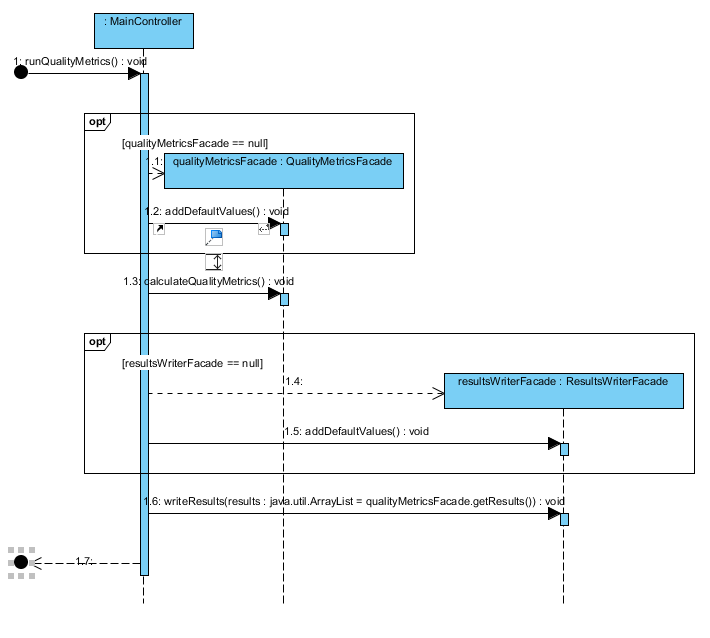 : MainController
1: runQualityMetrics() : void
opt
[qualityMetricsFacade == null]
1.1:
qualityMetricsFacade : QualityMetricsFacade
1.2: addDefaultValues() : void
1.3: calculateQualityMetrics() : void
opt
[resultsWriterFacade == null]
1.4:
resultsWriterFacade : ResultsWriterFacade
1.5: addDefaultValues() : void
1.6: writeResults(results : java.util.ArrayList = qualityMetricsFacade.getResults()) : void
1.7: